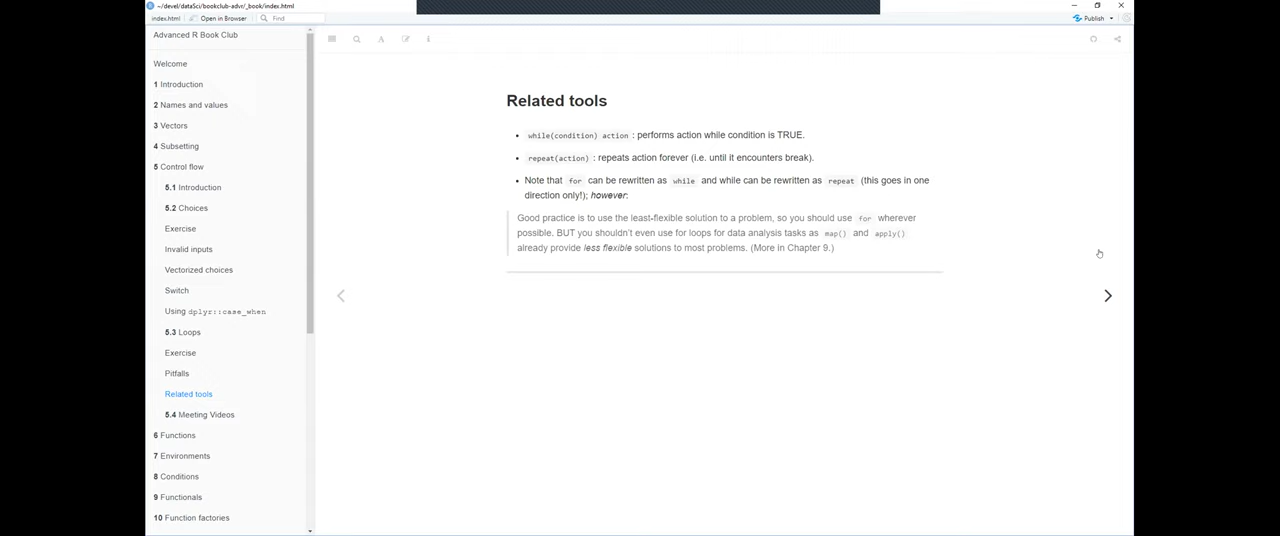 ~/devel/dataSci/bookclub-advr/_book/index.html
index.html Open in Browser Find Publish
Advanced R Book Club
Welcome
1 Introduction
2 Names and values
3 Vectors
4 Subsetting
5 Control flow
5.1 Introduction
5.2 Choices
Exercise
Invalid inputs
Vectorized choices
Switch
Using dplyr::case_when
5.3 Loops
Exercise
Pitfalls
Related tools
5.4 Meeting Videos
6 Functions
7 Environments
8 Conditions
9 Functionals
10 Function factories
Related tools
• while(condition) action : performs action while condition is TRUE.
• repeat(action) : repeats action forever (i.e. until it encounters break).
• Note that for can be rewritten as while and while can be rewritten as repeat (this goes in one
direction only!); however:
Good practice is to use the least-flexible solution to a problem, so you should use for wherever
possible. BUT you shouldn't even use for loops for data analysis tasks as map() and apply()
already provide less flexible solutions to most problems. (More in Chapter 9.)